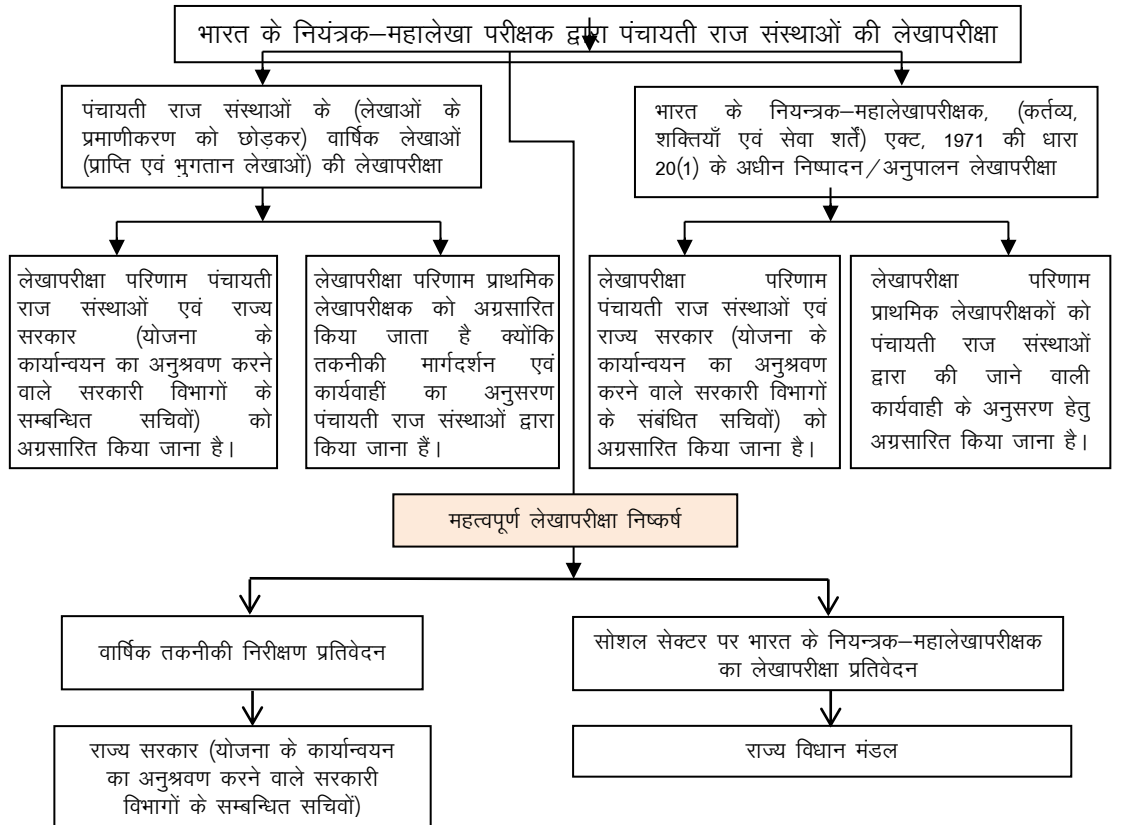 भारत के नियंत्रक–महालेखा परीक्षक द्वारा पंचायती राज संस्थाओं की लेखापरीक्षा
पंचायती राज संस्थाओं के (लेखाओं के
प्रमाणीकरण को छोड़कर) वार्षिक लेखाओं
(प्राप्ति एवं भुगतान लेखाओं) की लेखापरीक्षा
भारत के नियन्त्रक–महालेखापरीक्षक, (कर्तव्य,
शक्तियाँ एवं सेवा शर्तें) एक्ट, 1971 की धारा
20(1) के अधीन निष्पादन/अनुपालन लेखापरीक्षा
लेखापरीक्षा परिणाम पंचायती
राज संस्थाओं एवं राज्य
सरकार (योजना के
कार्यान्वयन का अनुश्रवण करने
वाले सरकारी विभागों के
सम्बन्धित सचिवों) को
अग्रसारित किया जाना है।
लेखापरीक्षा परिणाम प्राथमिक
लेखापरीक्षक को अग्रसारित
किया जाता है क्योंकि
तकनीकी मार्गदर्शन एवं
कार्यवाहीं का अनुसरण
पंचायती राज संस्थाओं द्वारा
किया जाना हैं।
लेखापरीक्षा परिणाम
पंचायती राज संस्थाओं एवं
राज्य सरकार (योजना के
कार्यान्वयन का अनुश्रवण
करने वाले सरकारी विभागों
के संबंधित सचिवों) को
अग्रसारित किया जाना है।
लेखापरीक्षा परिणाम
प्राथमिक लेखापरीक्षकों को
पंचायती राज संस्थाओं
द्वारा की जाने वाली
कार्यवाही के अनुसरण हेतु
अग्रसारित किया जाना है।
महत्वपूर्ण लेखापरीक्षा निष्कर्ष
वार्षिक तकनीकी निरीक्षण प्रतिवेदन
सोशल सेक्टर पर भारत के नियन्त्रक–महालेखापरीक्षक
का लेखापरीक्षा प्रतिवेदन
राज्य सरकार (योजना के कार्यान्वयन
का अनुश्रवण करने वाले सरकारी
विभागों के सम्बन्धित सचिवों)
राज्य विधान मंडल